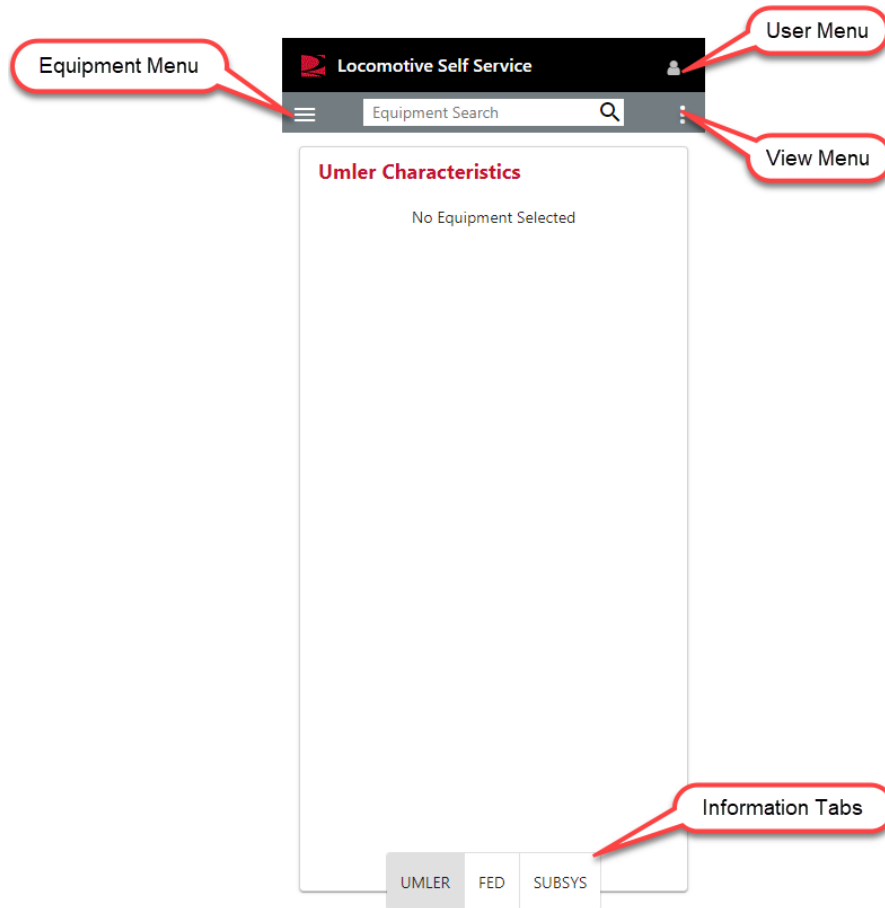 User Menu
Equipment Menu
Locomotive Self Service
Equipment Search
View Menu
Umler Characteristics
No Equipment Selected
Information Tabs
UMLER FED SUBSYS